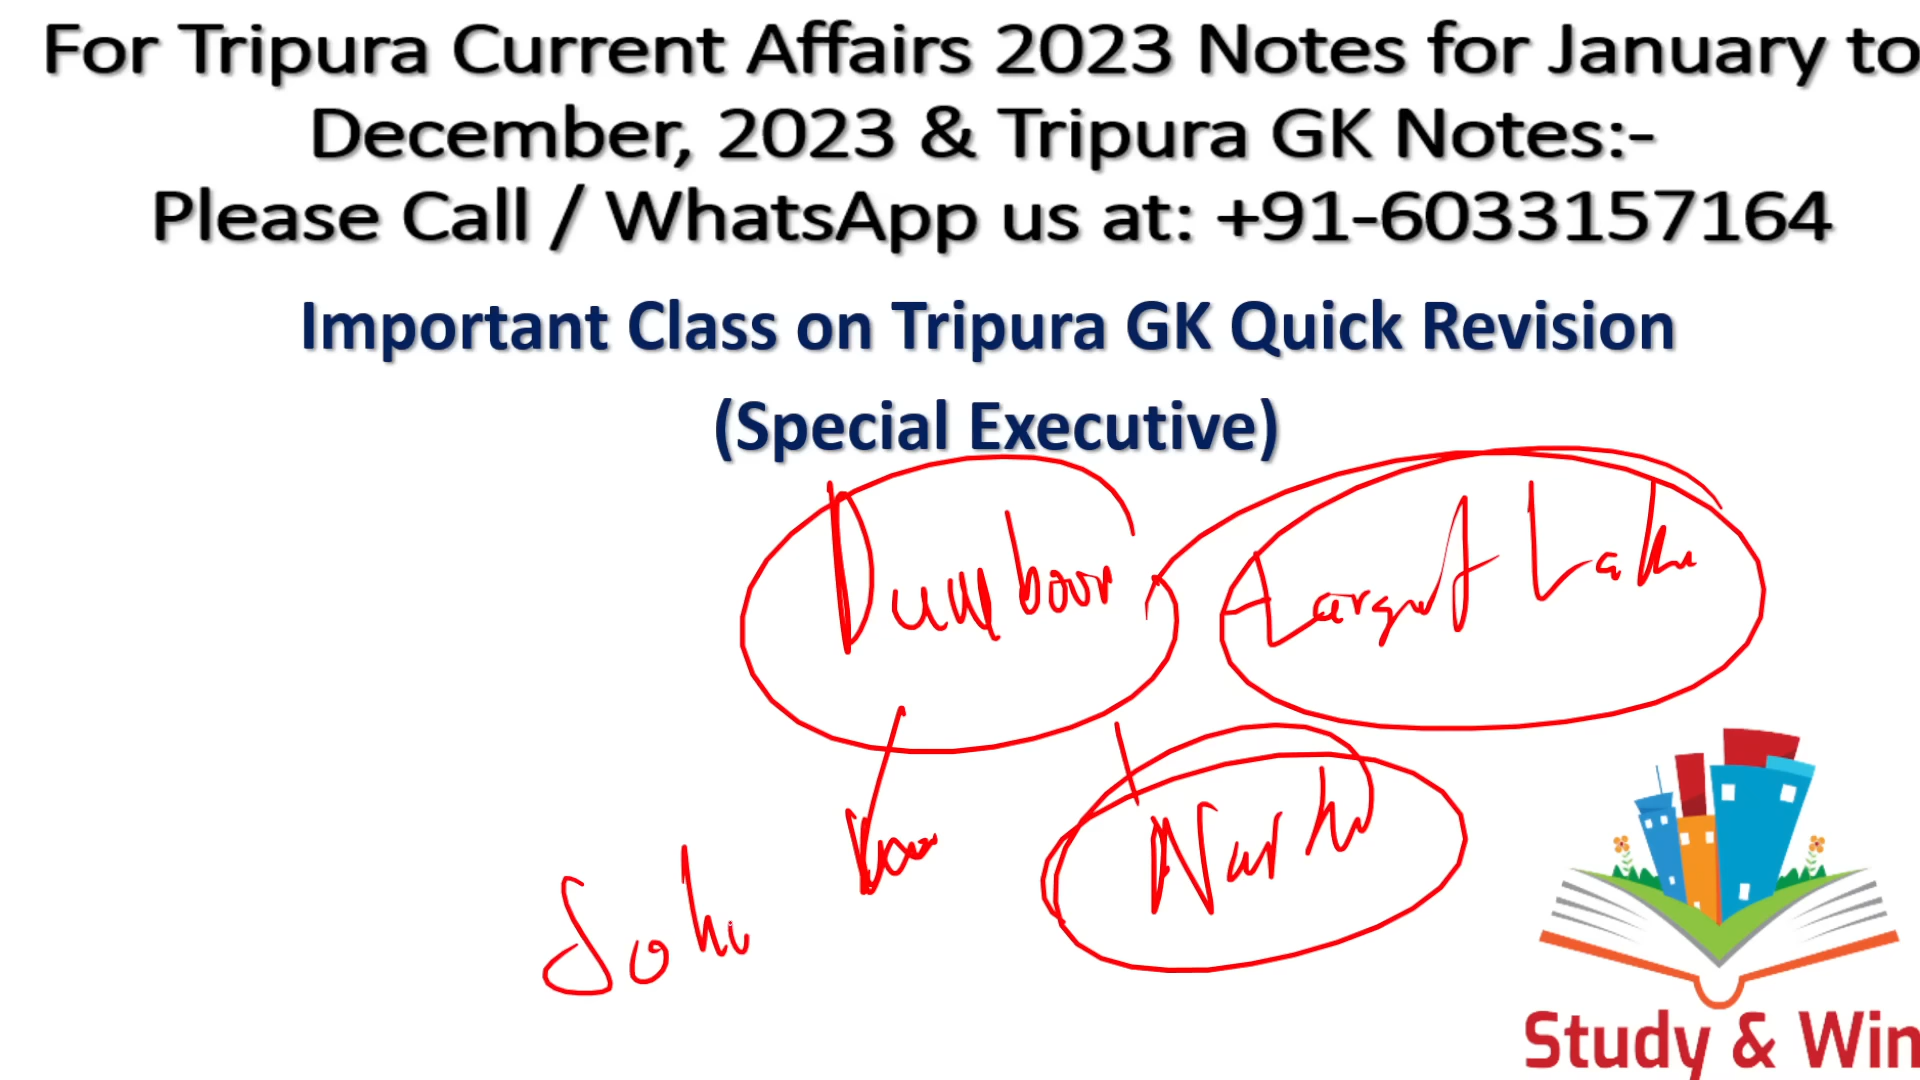 For Tripura Current Affairs 2023 Notes for January to
December, 2023 & Tripura GK Notes:-
Please Call / WhatsApp us at: +91-6033157164
Important Class on Tripura GK Quick Revision
(Special Executive)
Dumboor Largest Lake
Study & Win